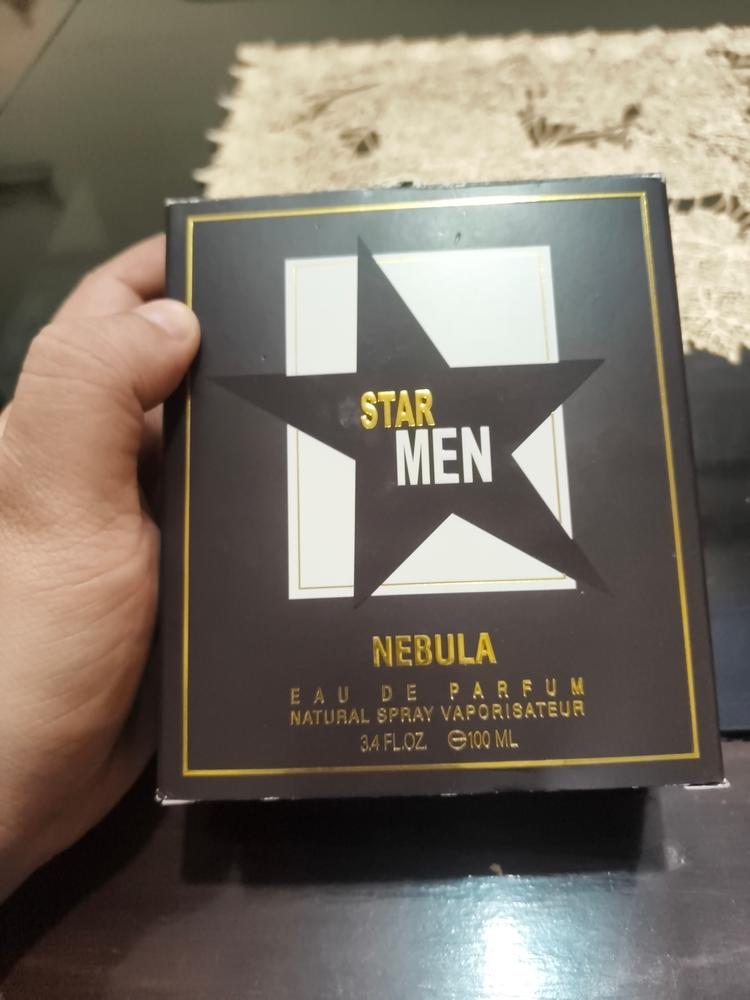 STAR
MEN
NEBULA
EAU DE PARFUM
NATURAL SPRAY VAPORISATEUR
3.4 FL.OZ. ℮100 ML